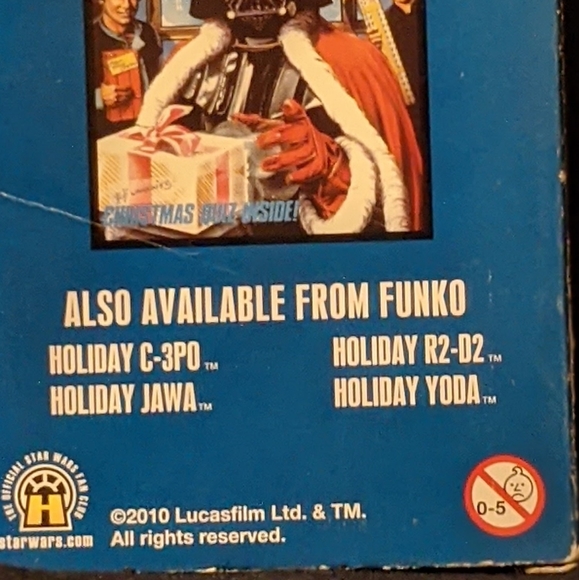 CHRISTMAS QUIZ INSIDE!
ALSO AVAILABLE FROM FUNKO
HOLIDAY C-3PO™ HOLIDAY R2-D2™
HOLIDAY JAWA™ HOLIDAY YODA™
THE OFFICIAL STAR WARS FAN CLUB
H
starwars.com
©2010 Lucasfilm Ltd. & TM.
All rights reserved.
0-5